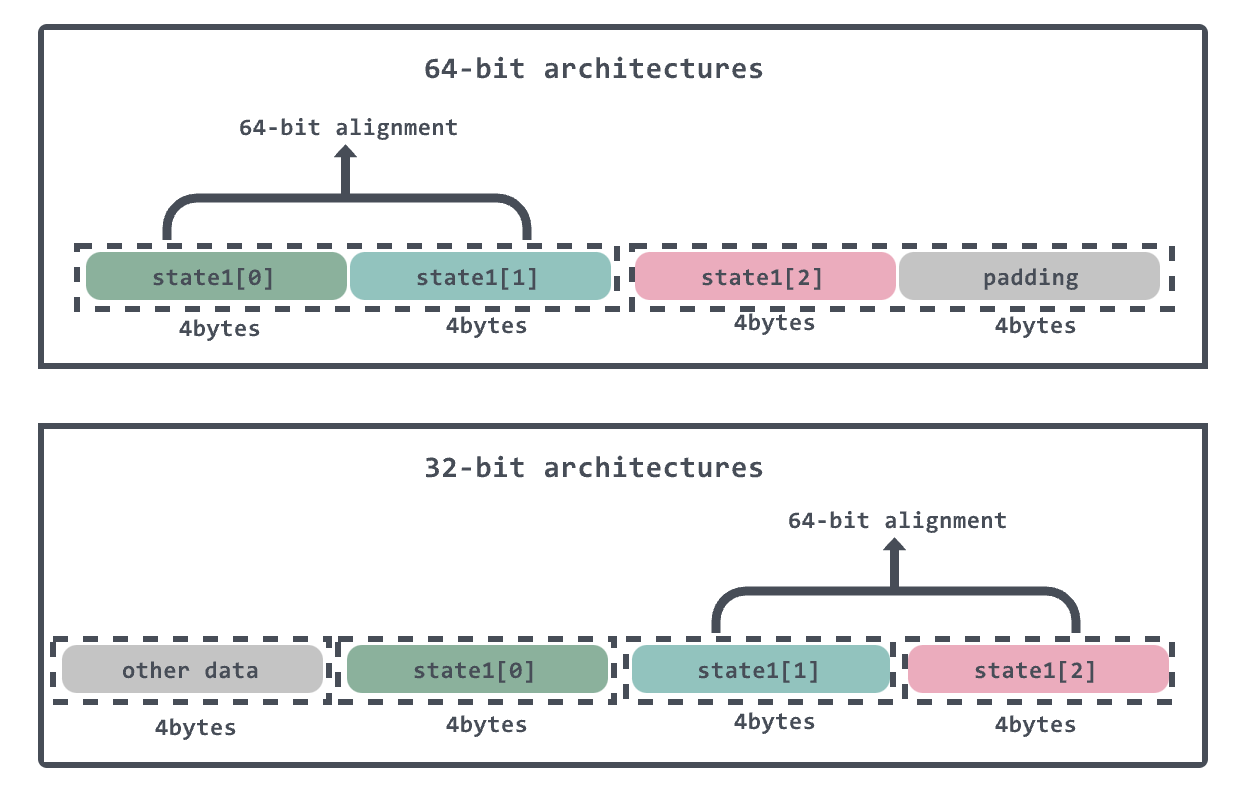 64-bit architectures
64-bit alignment
state1[0] state1[1] state1[2] padding
4bytes 4bytes 4bytes 4bytes
32-bit architectures
64-bit alignment
other data state1[0] state1[1] state1[2]
4bytes 4bytes 4bytes 4bytes